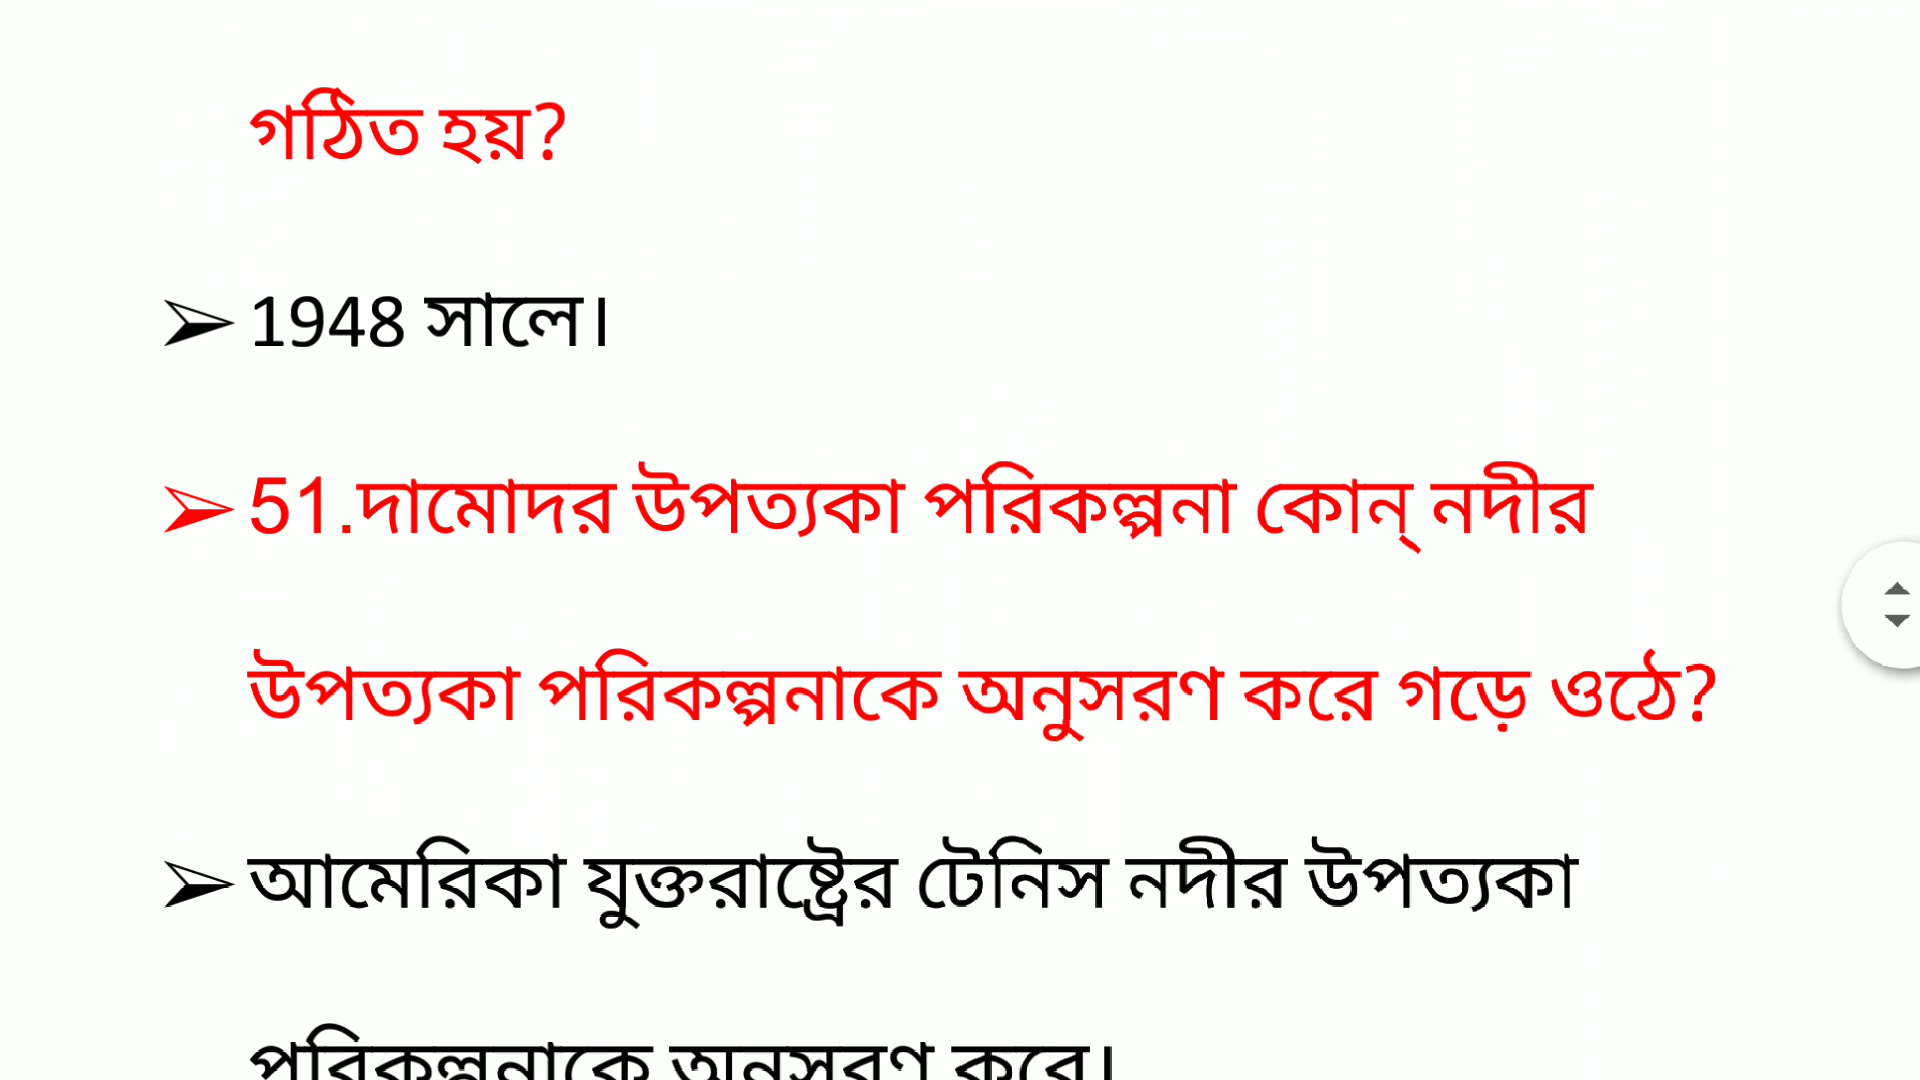 গঠিত হয়?
➢ 1948 সালে।
➢ 51.দামোদর উপত্যকা পরিকল্পনা কোন্ নদীর
উপত্যকা পরিকল্পনাকে অনুসরণ করে গড়ে ওঠে?
➢ আমেরিকা যুক্তরাষ্ট্রের টেনিস নদীর উপত্যকা
পরিকল্পনাকে অনুসরণ করে।